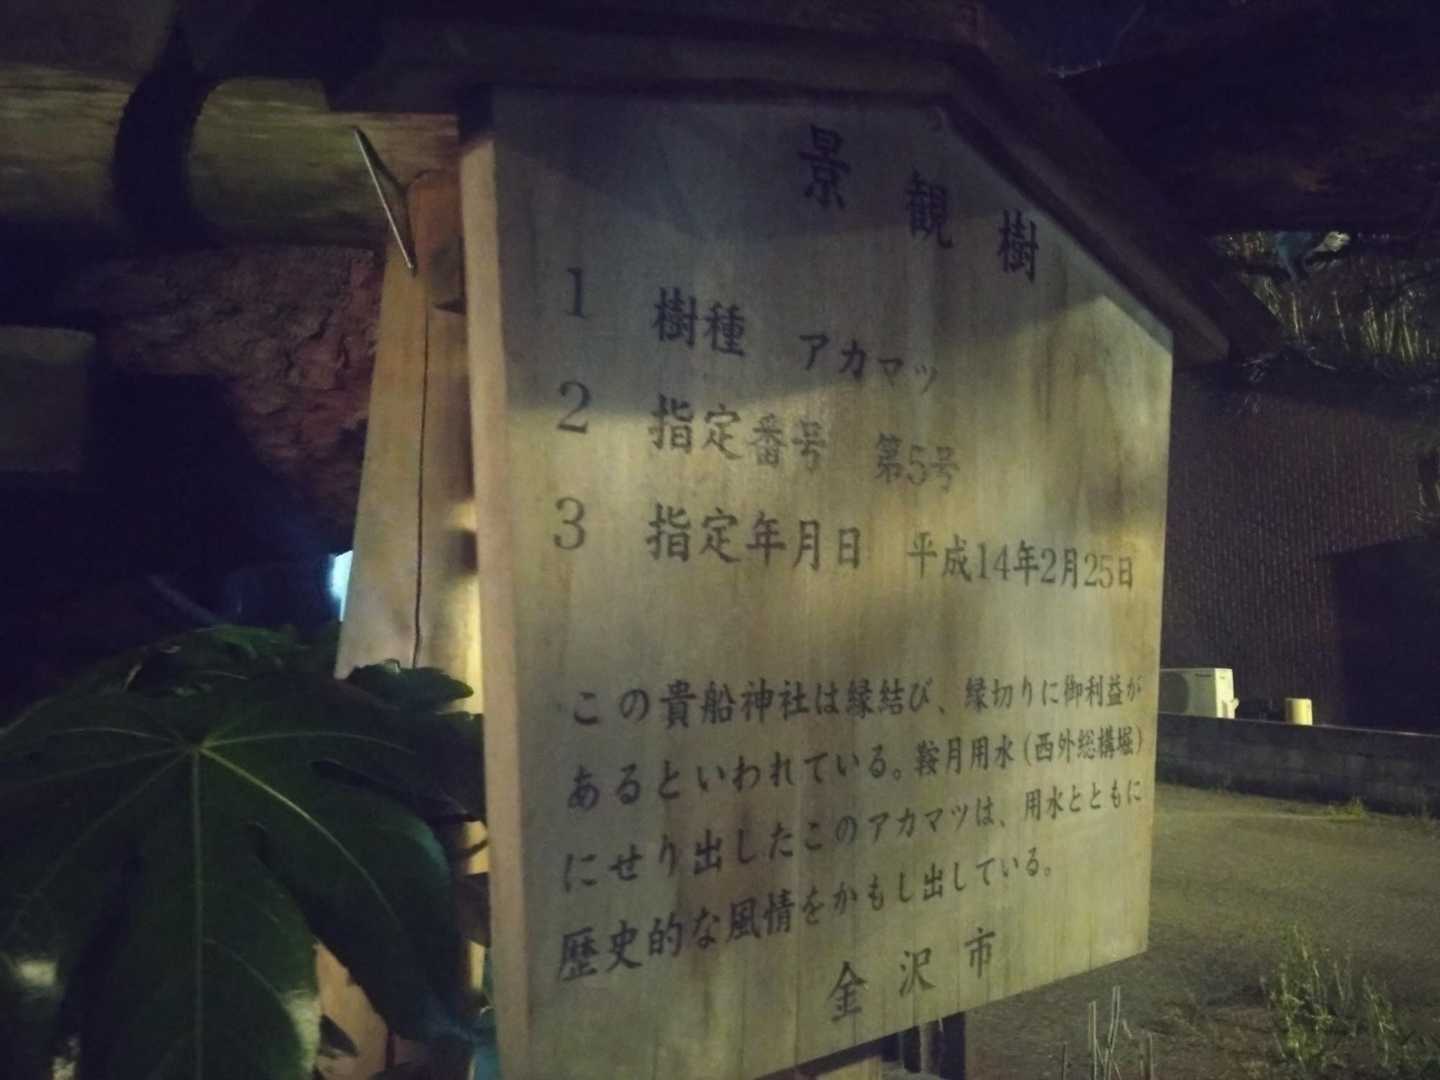 景観樹
1 樹種 アカマツ
2 指定番号 第5号
3 指定年月日 平成14年2月25日
この貴船神社は縁結び、縁切りに御利益が
あるといわれている。鞍月用水(西外総構堀)
にせり出したこのアカマツは、用水とともに
歴史的な風情をかもし出している。
金沢市